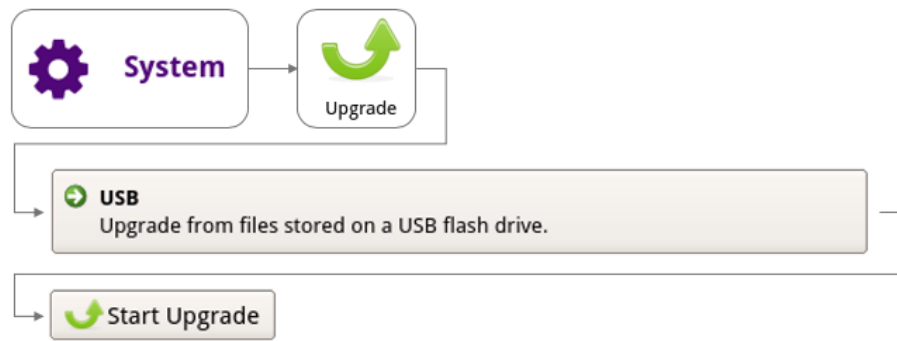 System
Upgrade
USB
Upgrade from files stored on a USB flash drive.
Start Upgrade